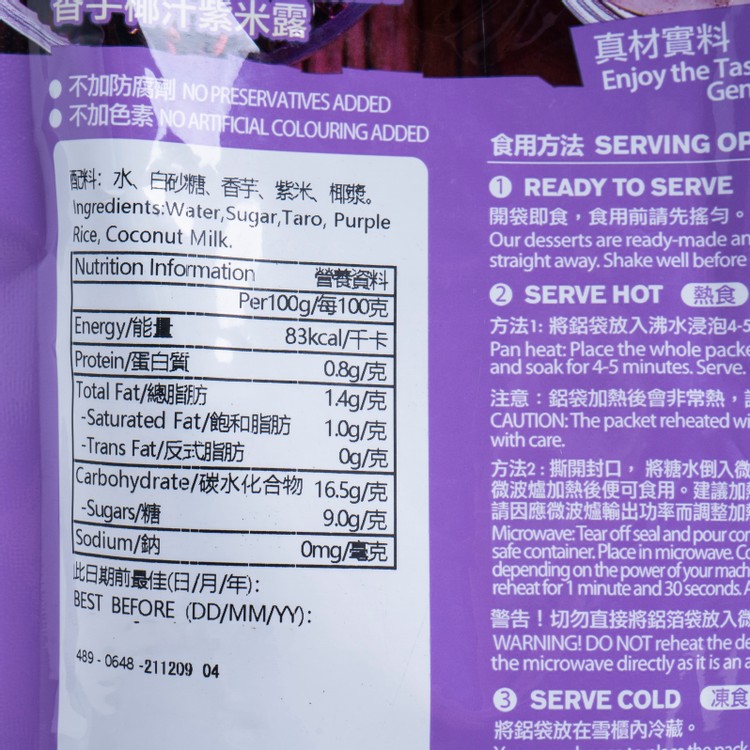 香芋椰汁紫米露
不加防腐劑 NO PRESERVATIVES ADDED
不加色素 NO ARTIFICIAL COLOURING ADDED
配料：水、白砂糖、香芋、紫米、椰漿。
Ingredients:Water,Sugar,Taro, Purple
Rice, Coconut Milk.
Nutrition Information 營養資料
Per100g/每100克
Energy/能量 83kcal/千卡
Protein/蛋白質 0.8g/克
Total Fat/總脂肪 1.4g/克
-Saturated Fat/飽和脂肪 1.0g/克
-Trans Fat/反式脂肪 0g/克
Carbohydrate/碳水化合物 16.5g/克
-Sugars/糖 9.0g/克
Sodium/鈉 0mg/毫克
此日期前最佳(日/月/年):
BEST BEFORE (DD/MM/YY):
489 - 0648 -211209 04
真材實料
Enjoy the Tas
Gen
食用方法 SERVING OP
1 READY TO SERVE
開袋即食，食用前請先搖勻。
Our desserts are ready-made an
straight away. Shake well before
2 SERVE HOT 熱食
方法1: 將鋁袋放入沸水浸泡4-5
Pan heat: Place the whole packe
and soak for 4-5 minutes. Serve.
注意：鋁袋加熱後會非常熱，
CAUTION: The packet reheated wi
with care.
方法2 : 撕開封口， 將糖水倒入微
微波爐加熱後便可食用。建議加熱
請因應微波爐輸出功率而調整加熱
Microwave: Tear off seal and pour con
safe container. Place in microwave. Co
depending on the power of your mach
reheat for 1 minute and 30 seconds. A
警告！切勿直接將鋁箔袋放入微
WARNING! DO NOT reheat the de
the microwave directly as it is an a
3 SERVE COLD 凍食
將鋁袋放在雪櫃內冷藏。